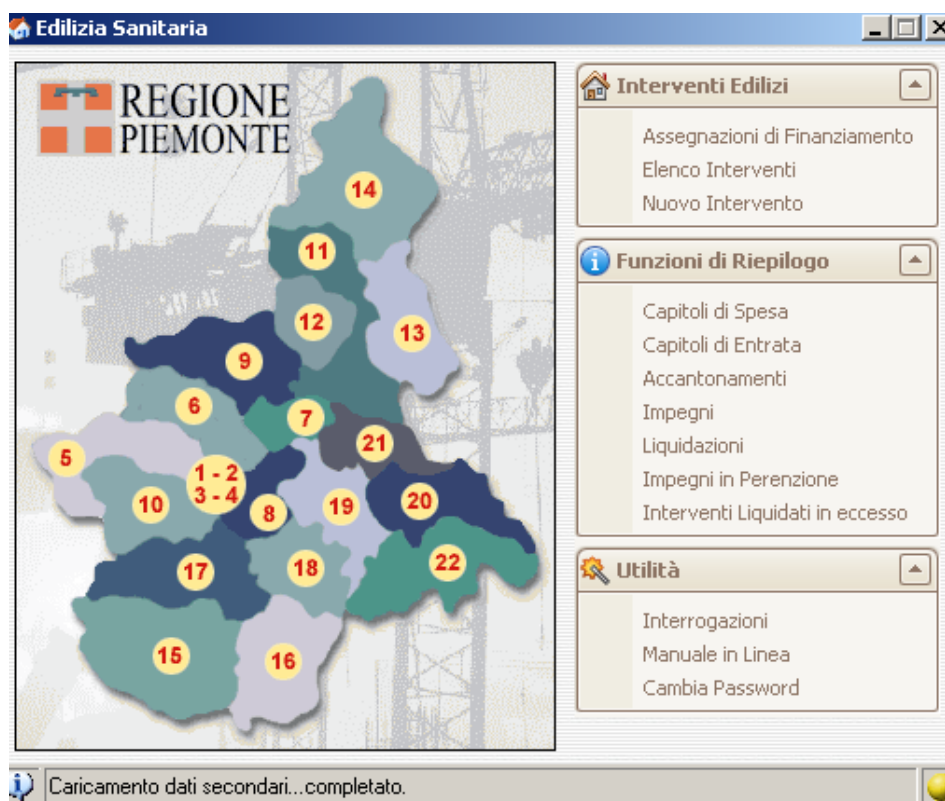 Edilizia Sanitaria
REGIONE
PIEMONTE
14
11
12
13
9
6
7
21
5
1 - 2
3 - 4
10
8
19
20
17
18
22
15
16
Interventi Edilizi
Assegnazioni di Finanziamento
Elenco Interventi
Nuovo Intervento
Funzioni di Riepilogo
Capitoli di Spesa
Capitoli di Entrata
Accantonamenti
Impegni
Liquidazioni
Impegni in Perenzione
Interventi Liquidati in eccesso
Utilità
Interrogazioni
Manuale in Linea
Cambia Password
Caricamento dati secondari...completato.